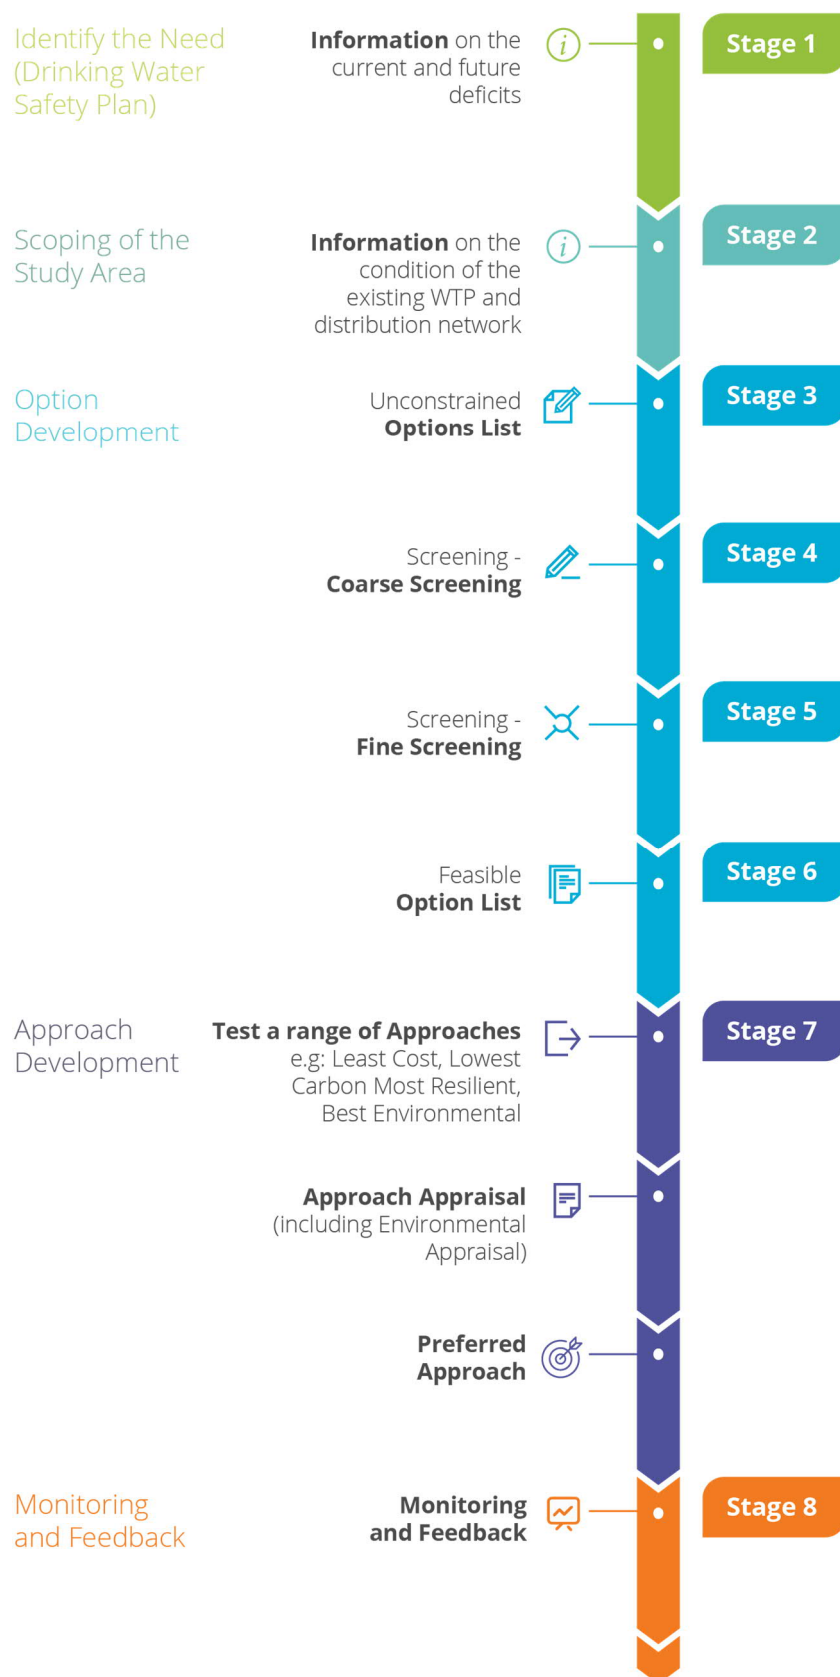 Identify the Need
(Drinking Water
Safety Plan)
Information on the
current and future
deficits
i
Stage 1
Scoping of the
Study Area
Information on the
condition of the
existing WTP and
distribution network
i
Stage 2
Option
Development
Unconstrained
Options List
Stage 3
Screening -
Coarse Screening
Stage 4
Screening -
Fine Screening
Stage 5
Feasible
Option List
Stage 6
Approach
Development
Test a range of Approaches
e.g: Least Cost, Lowest
Carbon Most Resilient,
Best Environmental
Stage 7
Approach Appraisal
(including Environmental
Appraisal)
Preferred
Approach
Monitoring
and Feedback
Monitoring
and Feedback
Stage 8